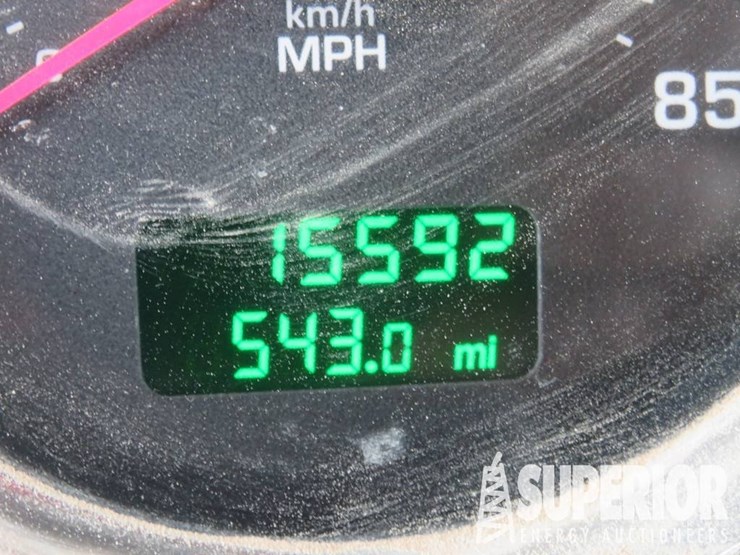 km/h
MPH
85
15592
543.0 mi
SUPERIOR
ENERGY AUCTIONEERS